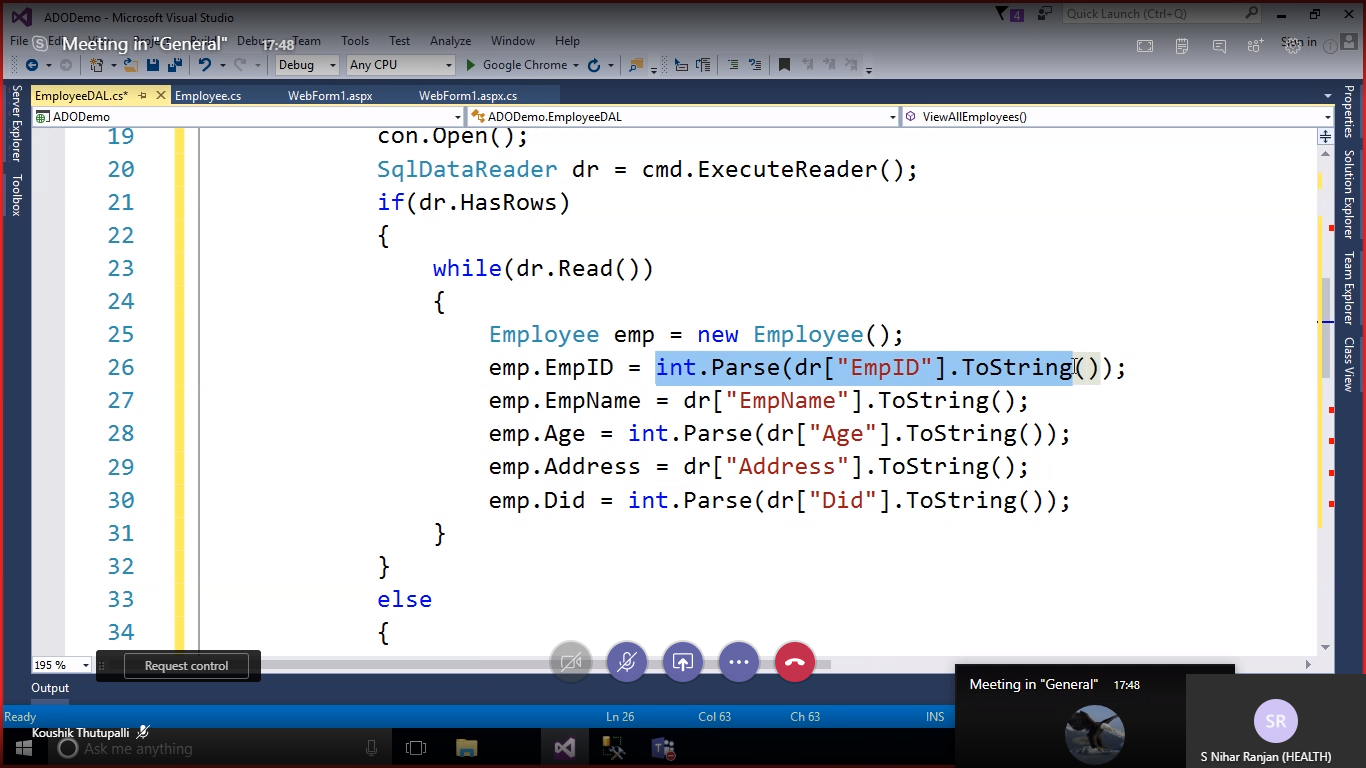 ADODemo - Microsoft Visual Studio
4
Quick Launch (Ctrl+Q)
File
Meeting in "General"
17:48
Debug
Team
Tools
Test
Analyze
Window
Help
Sign in
Debug
Any CPU
Google Chrome
EmployeeDAL.cs*
Employee.cs
WebForm1.aspx
WebForm1.aspx.cs
ADODemo
ADODemo.EmployeeDAL
ViewAllEmployees()
Server Explorer
Toolbox
Properties
Solution Explorer
Team Explorer
Class View
19 con.Open();
20 SqlDataReader dr = cmd.ExecuteReader();
21 if(dr.HasRows)
22 {
23 while(dr.Read())
24 {
25 Employee emp = new Employee();
26 emp.EmpID = int.Parse(dr["EmpID"].ToString());
27 emp.EmpName = dr["EmpName"].ToString();
28 emp.Age = int.Parse(dr["Age"].ToString());
29 emp.Address = dr["Address"].ToString();
30 emp.Did = int.Parse(dr["Did"].ToString());
31 }
32 }
33 else
34 {
195 %
Request control
Output
Meeting in "General" 17:48
Ready
Ln 26
Col 63
Ch 63
INS
SR
Koushik Thutupalli
Ask me anything
S Nihar Ranjan (HEALTH)